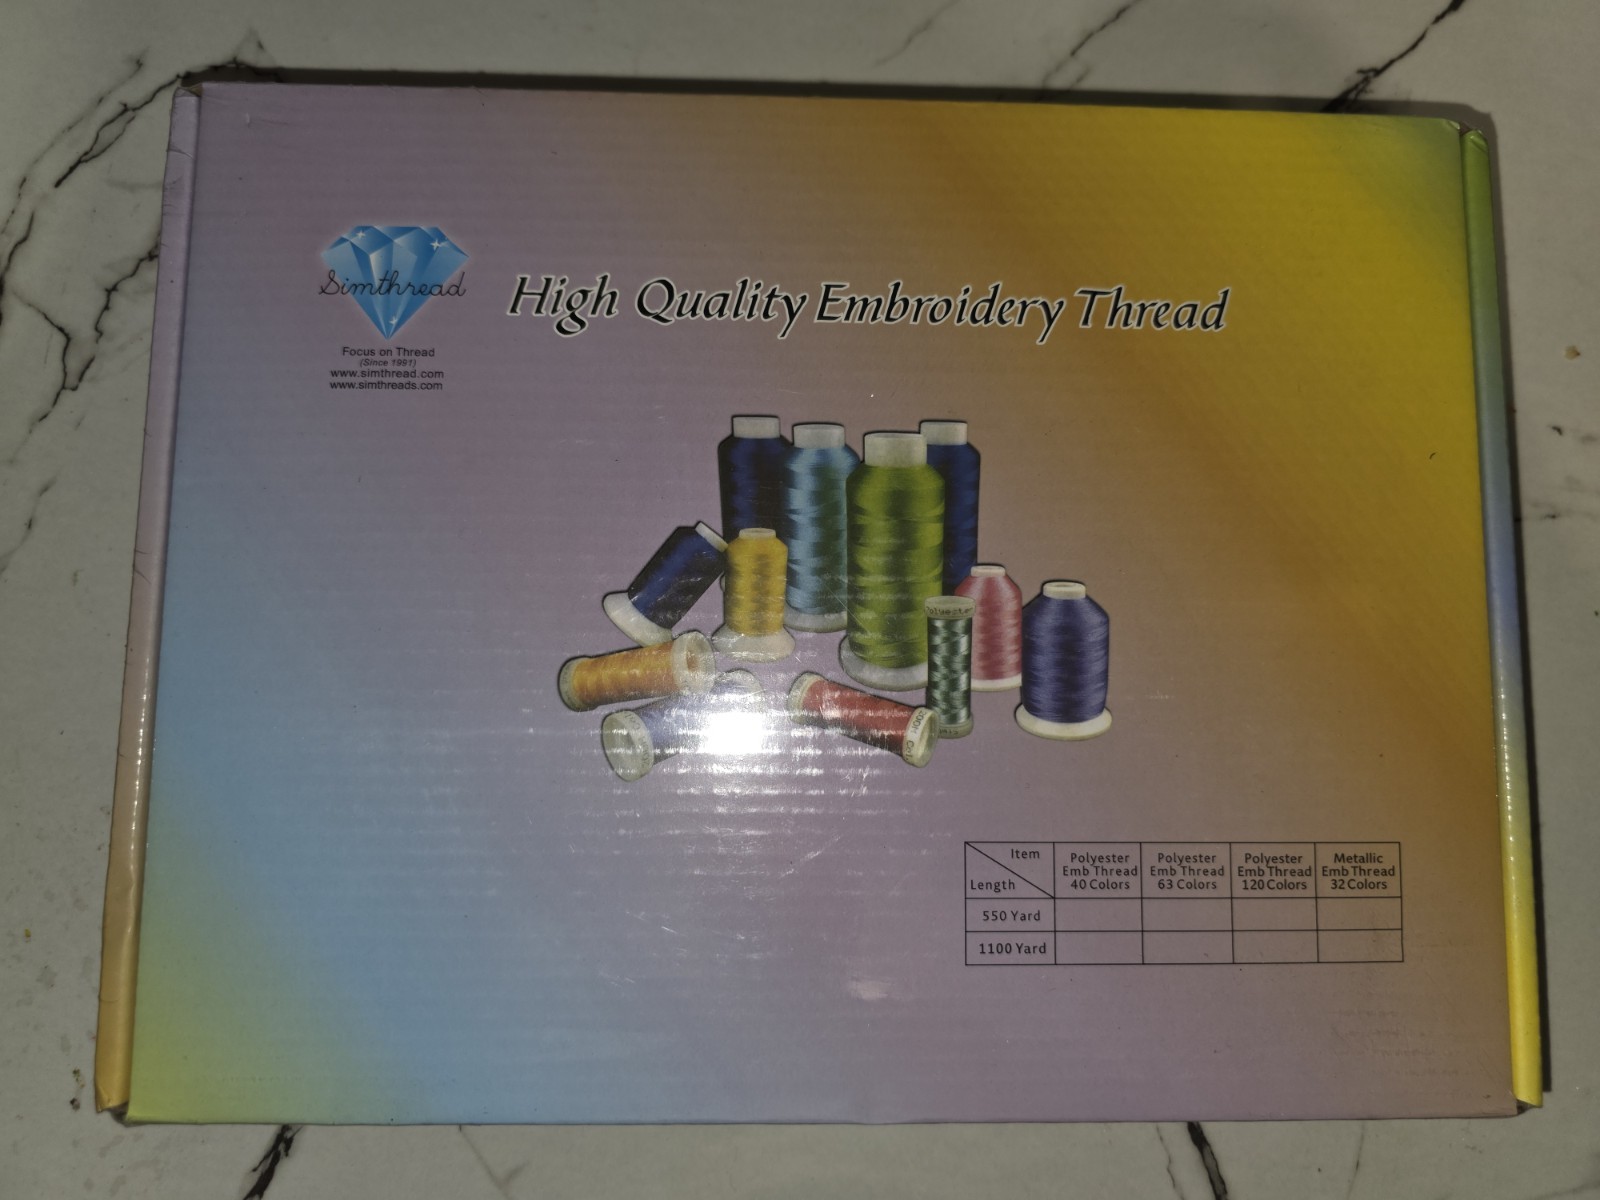 Simthread
Focus on Thread
(Since 1991)
www.simthread.com
www.simthreads.com
High Quality Embroidery Thread
Polyester
Item
Length
Polyester
Emb Thread
40 Colors
Polyester
Emb Thread
63 Colors
Polyester
Emb Thread
120 Colors
Metallic
Emb Thread
32 Colors
550 Yard
1100 Yard